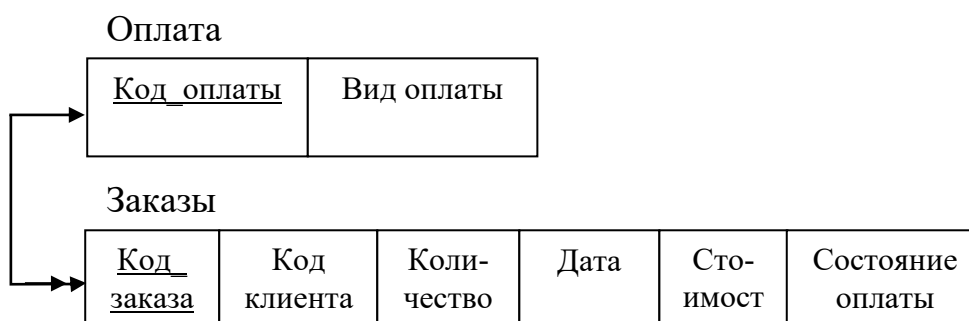 Оплата
Код_оплаты Вид оплаты
Заказы
Код_ Код Коли- Дата Сто- Состояние
заказа клиента чество имост оплаты